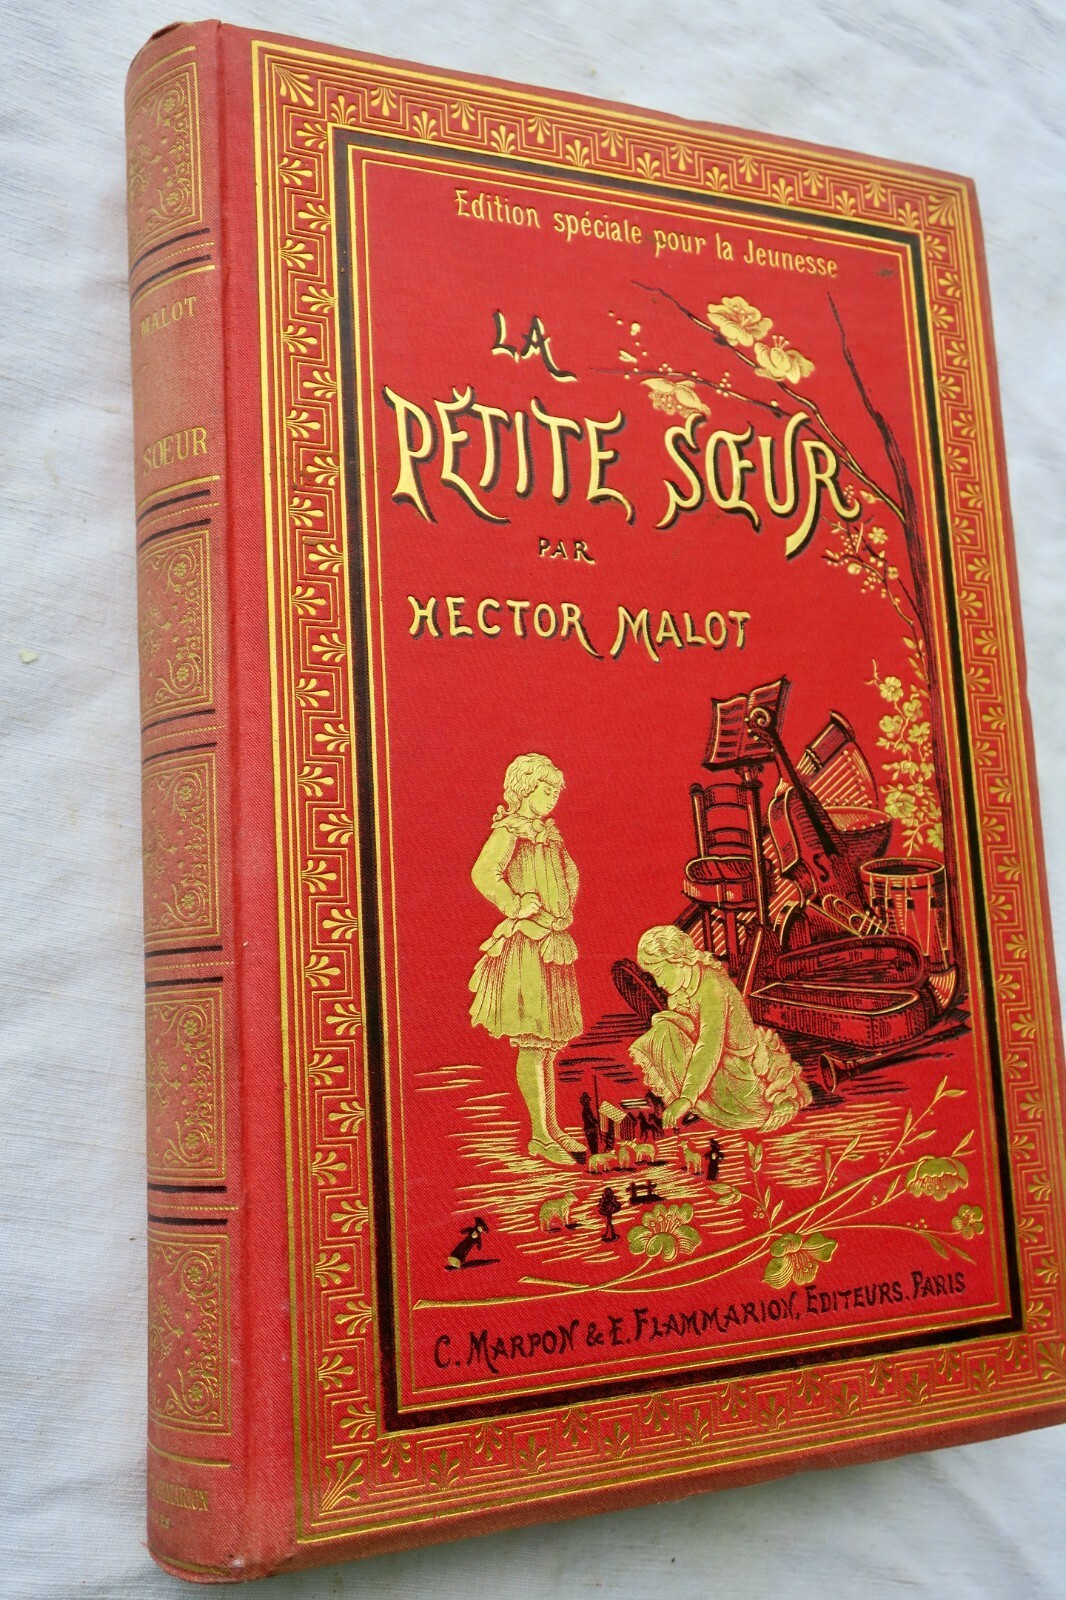 Edition spéciale pour la Jeunesse
LA
PETITE SŒUR
PAR
HECTOR MALOT
C. MARPON & E. FLAMMARION, EDITEURS. PARIS
MALOT
SŒUR